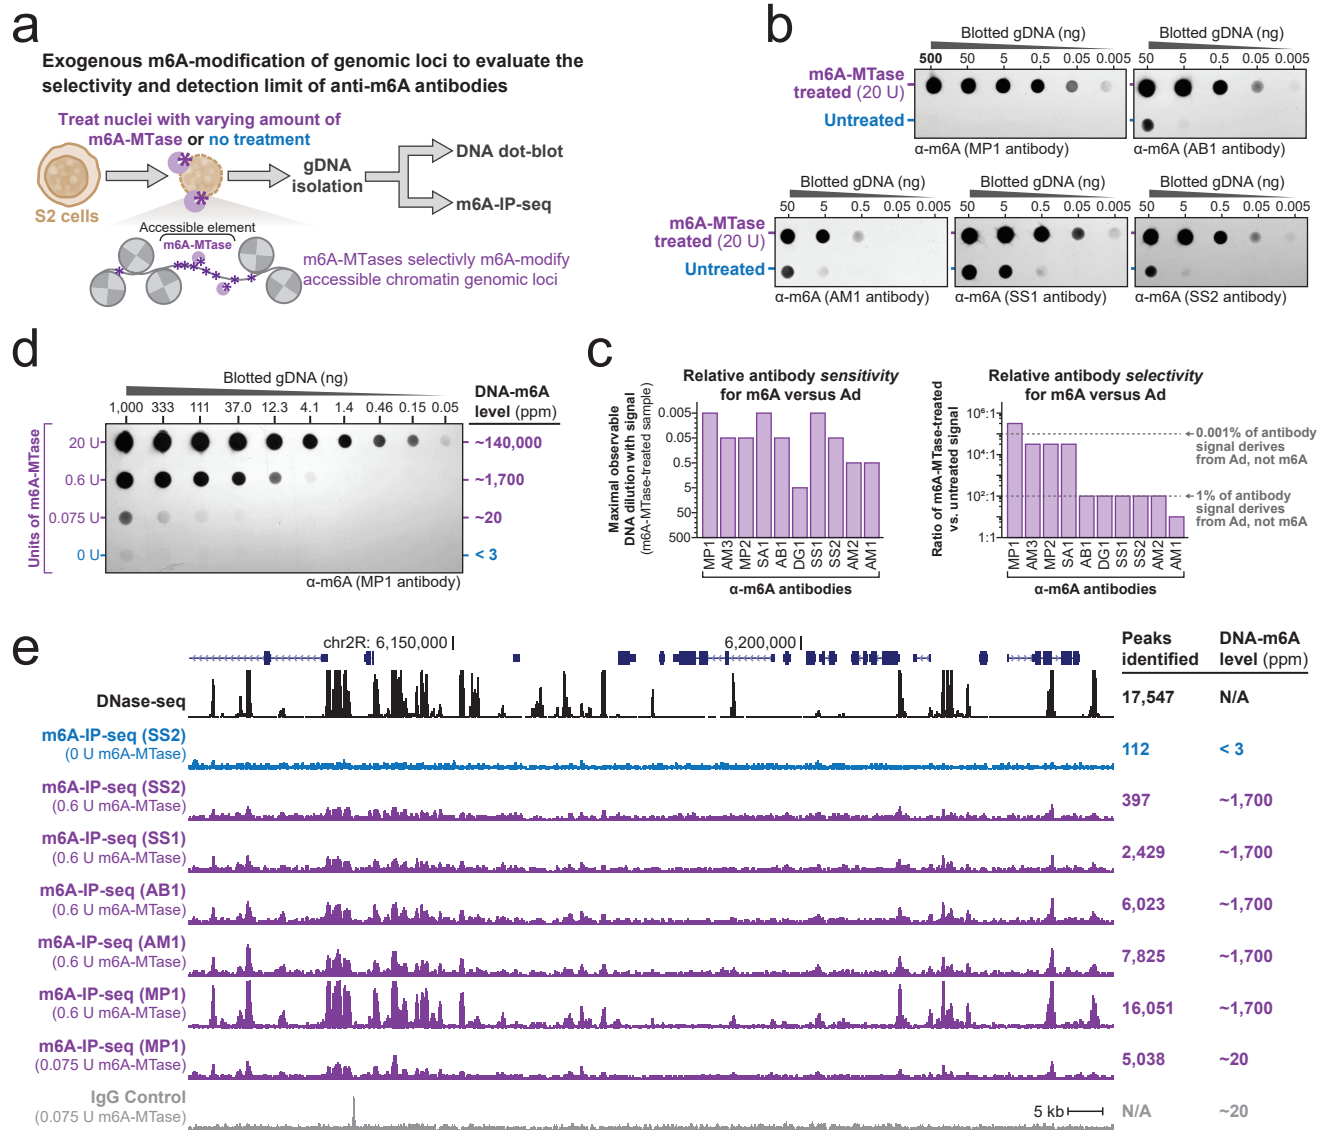 a
Exogenous m6A-modification of genomic loci to evaluate the
selectivity and detection limit of anti-m6A antibodies
Treat nuclei with varying amount of
m6A-MTase or no treatment
S2 cells
gDNA
isolation
DNA dot-blot
m6A-IP-seq
Accessible element
m6A-MTase
m6A-MTases selectivly m6A-modify
accessible chromatin genomic loci
b
Blotted gDNA (ng)
500 50 5 0.5 0.05 0.005
m6A-MTase
treated (20 U)
Untreated
α-m6A (MP1 antibody)
Blotted gDNA (ng)
50 5 0.5 0.05 0.005
α-m6A (AB1 antibody)
Blotted gDNA (ng)
50 5 0.5 0.05 0.005
m6A-MTase
treated (20 U)
Untreated
α-m6A (AM1 antibody)
Blotted gDNA (ng)
50 5 0.5 0.05 0.005
α-m6A (SS1 antibody)
Blotted gDNA (ng)
50 5 0.5 0.05 0.005
α-m6A (SS2 antibody)
d
Blotted gDNA (ng)
1,000 333 111 37.0 12.3 4.1 1.4 0.46 0.15 0.05
DNA-m6A
level (ppm)
Units of m6A-MTase
20 U ~140,000
0.6 U ~1,700
0.075 U ~20
0 U < 3
α-m6A (MP1 antibody)
c
Relative antibody sensitivity
for m6A versus Ad
Maximal observable
DNA dilution with signal
(m6A-MTase-treated sample)
0.005
0.05
0.5
5
50
500
MP1 AM3 MP2 SA1 AB1 DG1 SS1 SS2 AM2 AM1
α-m6A antibodies
Relative antibody selectivity
for m6A versus Ad
Ratio of m6A-MTase-treated
vs. untreated signal
10⁶:1
10⁴:1
10²:1
1:1
0.001% of antibody
signal derives
from Ad, not m6A
1% of antibody
signal derives
from Ad, not m6A
MP1 AM3 MP2 SA1 AB1 DG1 SS1 SS2 AM2 AM1
α-m6A antibodies
e
chr2R: 6,150,000 6,200,000
Peaks
identified
DNA-m6A
level (ppm)
DNase-seq 17,547 N/A
m6A-IP-seq (SS2)
(0 U m6A-MTase)
112 < 3
m6A-IP-seq (SS2)
(0.6 U m6A-MTase)
397 ~1,700
m6A-IP-seq (SS1)
(0.6 U m6A-MTase)
2,429 ~1,700
m6A-IP-seq (AB1)
(0.6 U m6A-MTase)
6,023 ~1,700
m6A-IP-seq (AM1)
(0.6 U m6A-MTase)
7,825 ~1,700
m6A-IP-seq (MP1)
(0.6 U m6A-MTase)
16,051 ~1,700
m6A-IP-seq (MP1)
(0.075 U m6A-MTase)
5,038 ~20
IgG Control
(0.075 U m6A-MTase)
5 kb
N/A ~20